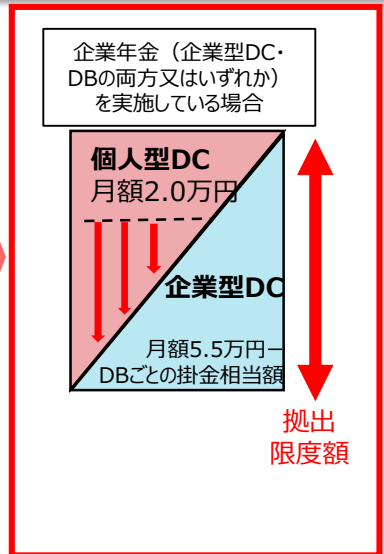 企業年金（企業型DC・
DBの両方又はいずれか）
を実施している場合
個人型DC
月額2.0万円
企業型DC
月額5.5万円－
DBごとの掛金相当額
拠出
限度額